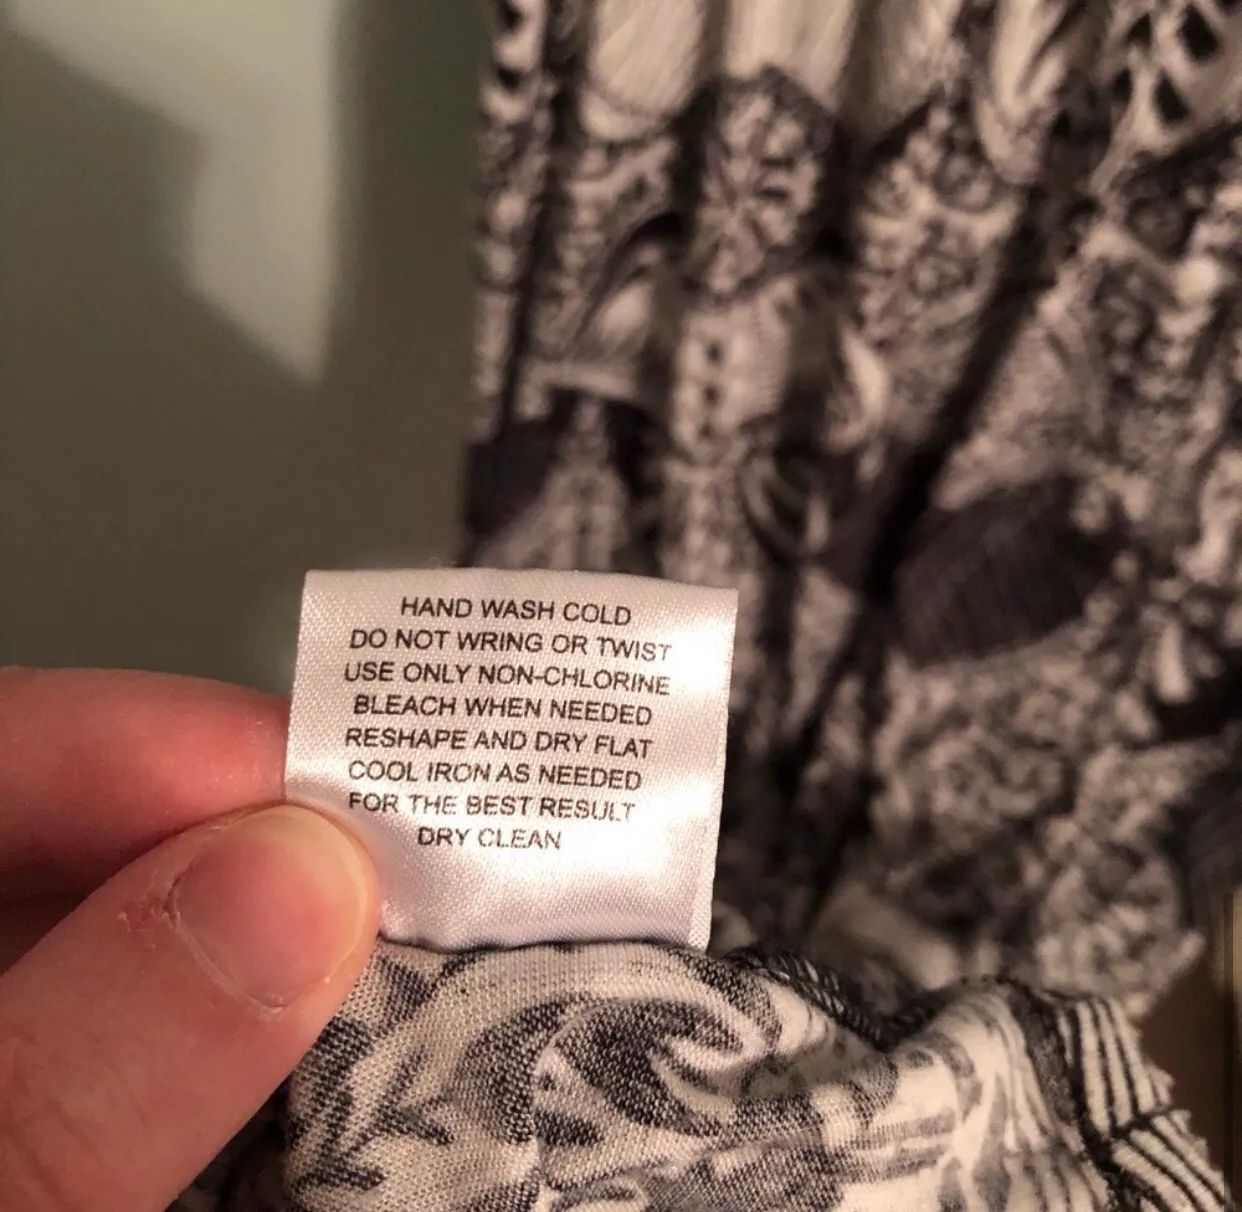 HAND WASH COLD
DO NOT WRING OR TWIST
USE ONLY NON-CHLORINE
BLEACH WHEN NEEDED
RESHAPE AND DRY FLAT
COOL IRON AS NEEDED
FOR THE BEST RESULT
DRY CLEAN